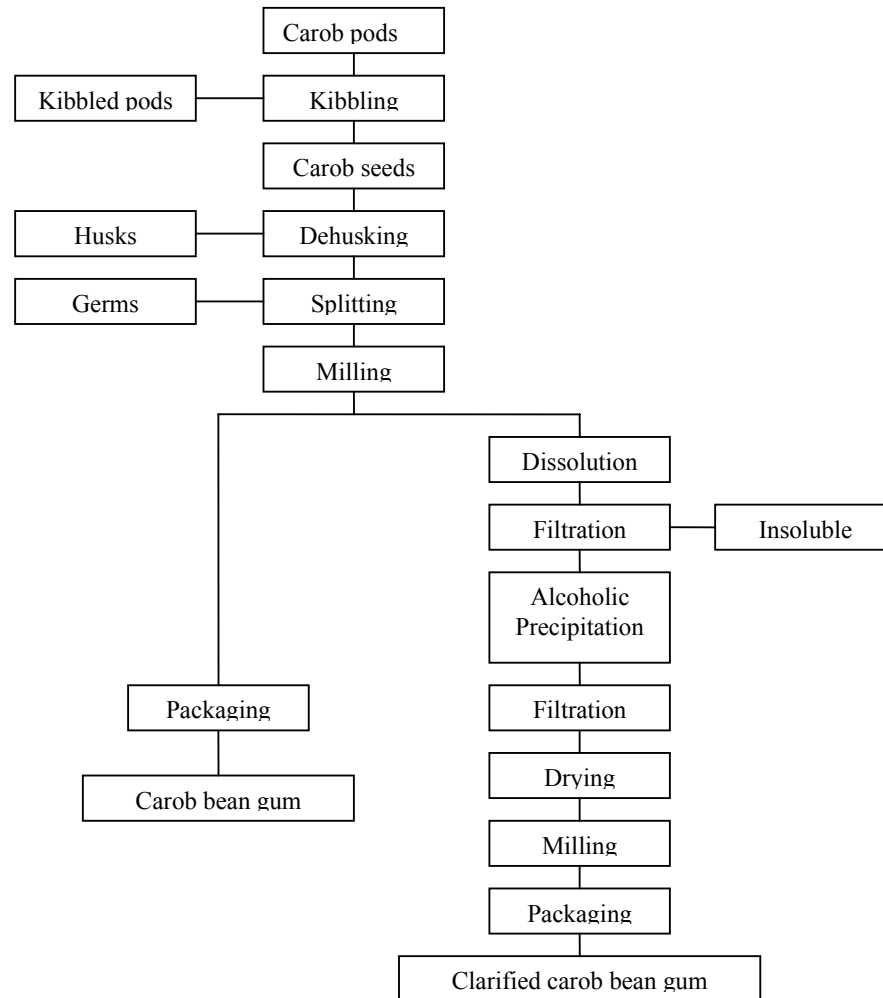 Carob pods
Kibbled pods
Kibbling
Carob seeds
Husks
Dehusking
Germs
Splitting
Milling
Dissolution
Filtration
Insoluble
Alcoholic
Precipitation
Packaging
Filtration
Drying
Carob bean gum
Milling
Packaging
Clarified carob bean gum